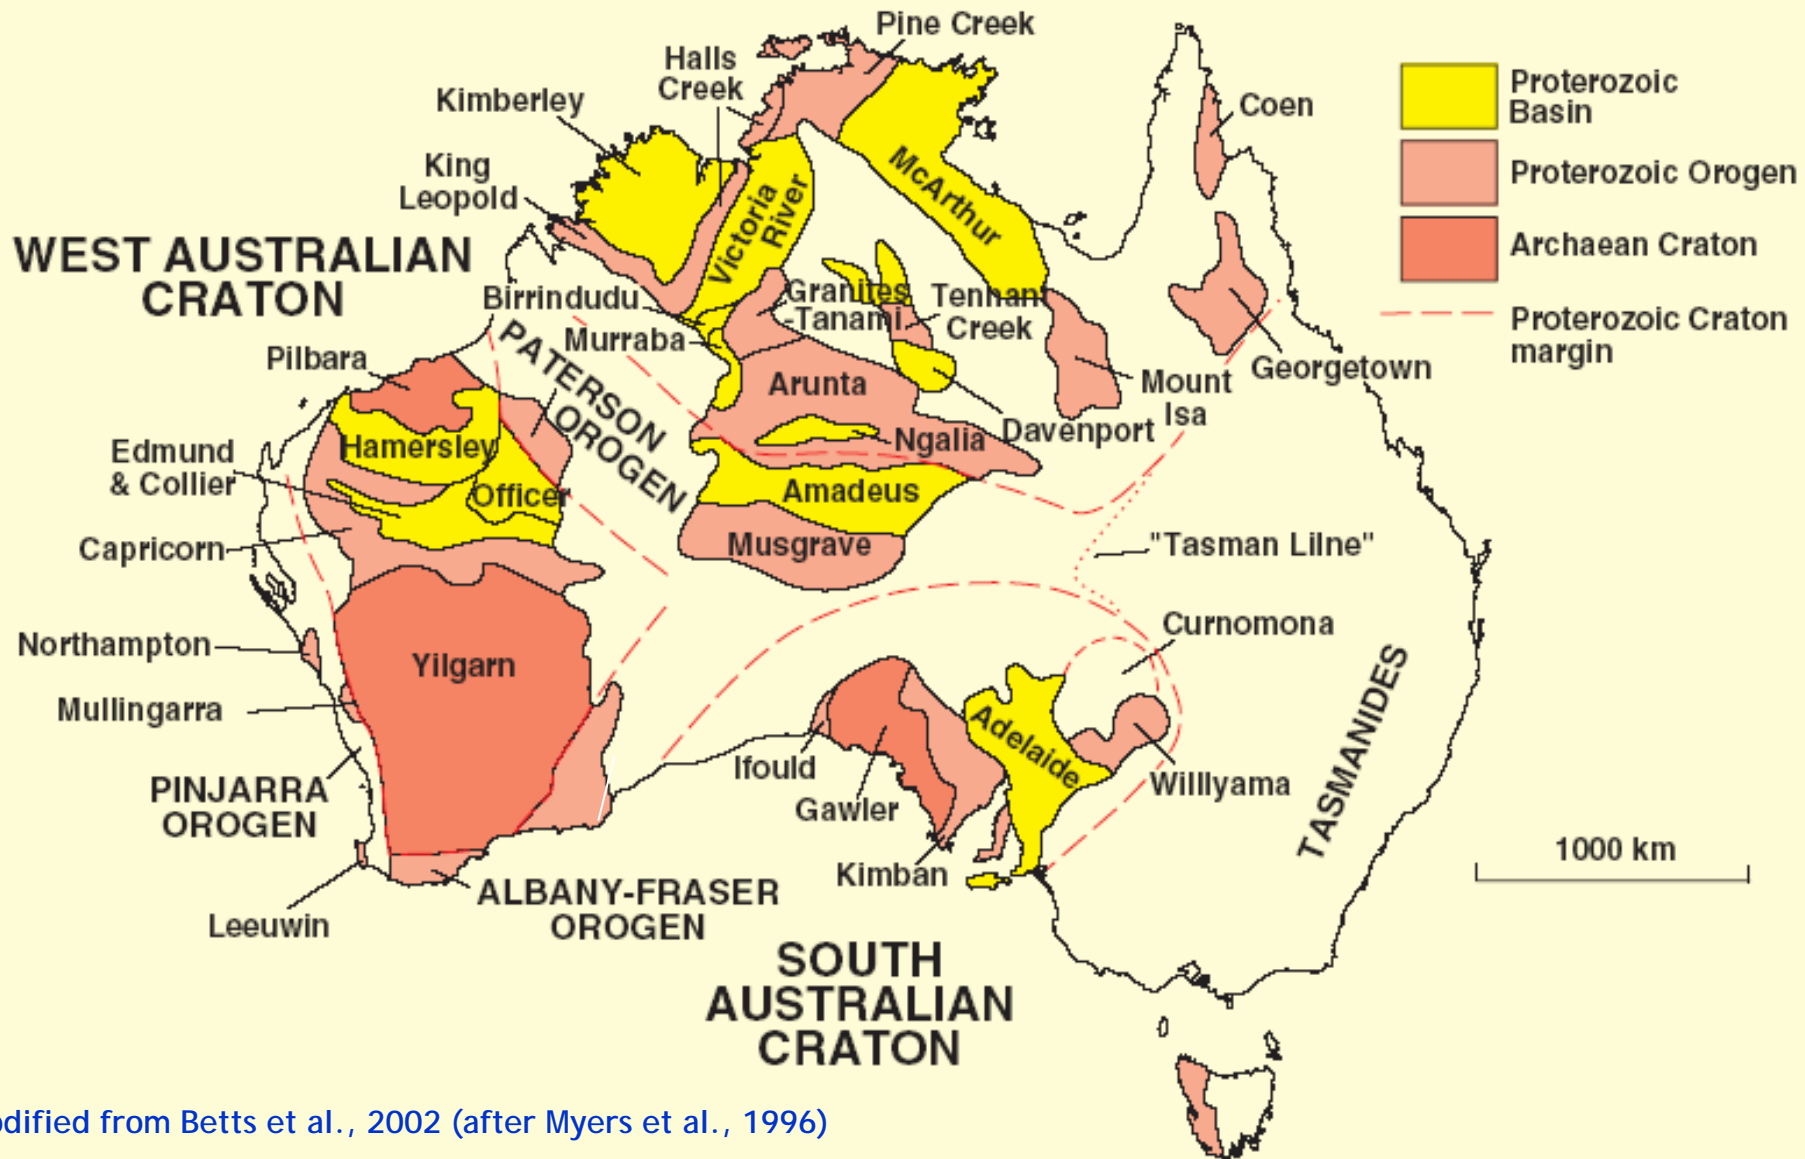 Pine Creek
Halls
Creek
Kimberley
King
Leopold
Coen
Proterozoic
Basin
Proterozoic Orogen
Archaean Craton
Proterozoic Craton
margin
McArthur
Victoria
River
WEST AUSTRALIAN
CRATON
Birrindudu
Murraba
Granites
-Tanami
Tennant
Creek
Pilbara
PATERSON
OROGEN
Arunta
Mount
Isa
Georgetown
Davenport
Ngalia
Edmund
& Collier
Hamersley
Officer
Amadeus
Capricorn
Musgrave
"Tasman Lilne"
Northampton
Yilgarn
Mullingarra
Curnomona
PINJARRA
OROGEN
Ifould
Gawler
Adelaide
Willlyama
Kimban
TASMANIDES
1000 km
Leeuwin
ALBANY-FRASER
OROGEN
SOUTH
AUSTRALIAN
CRATON
odified from Betts et al., 2002 (after Myers et al., 1996)